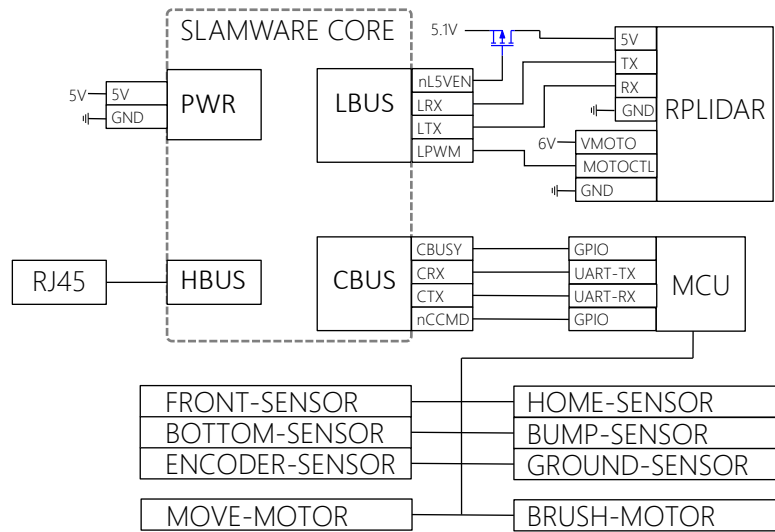 SLAMWARE CORE
5V
5V
GND
PWR
LBUS
nL5VEN
LRX
LTX
LPWM
5.1V
5V
TX
RX
GND
6V
VMOTO
MOTOCTL
GND
RPLIDAR
RJ45
HBUS
CBUS
CBUSY
CRX
CTX
nCCMD
GPIO
UART-TX
UART-RX
GPIO
MCU
FRONT-SENSOR
HOME-SENSOR
BOTTOM-SENSOR
BUMP-SENSOR
ENCODER-SENSOR
GROUND-SENSOR
MOVE-MOTOR
BRUSH-MOTOR